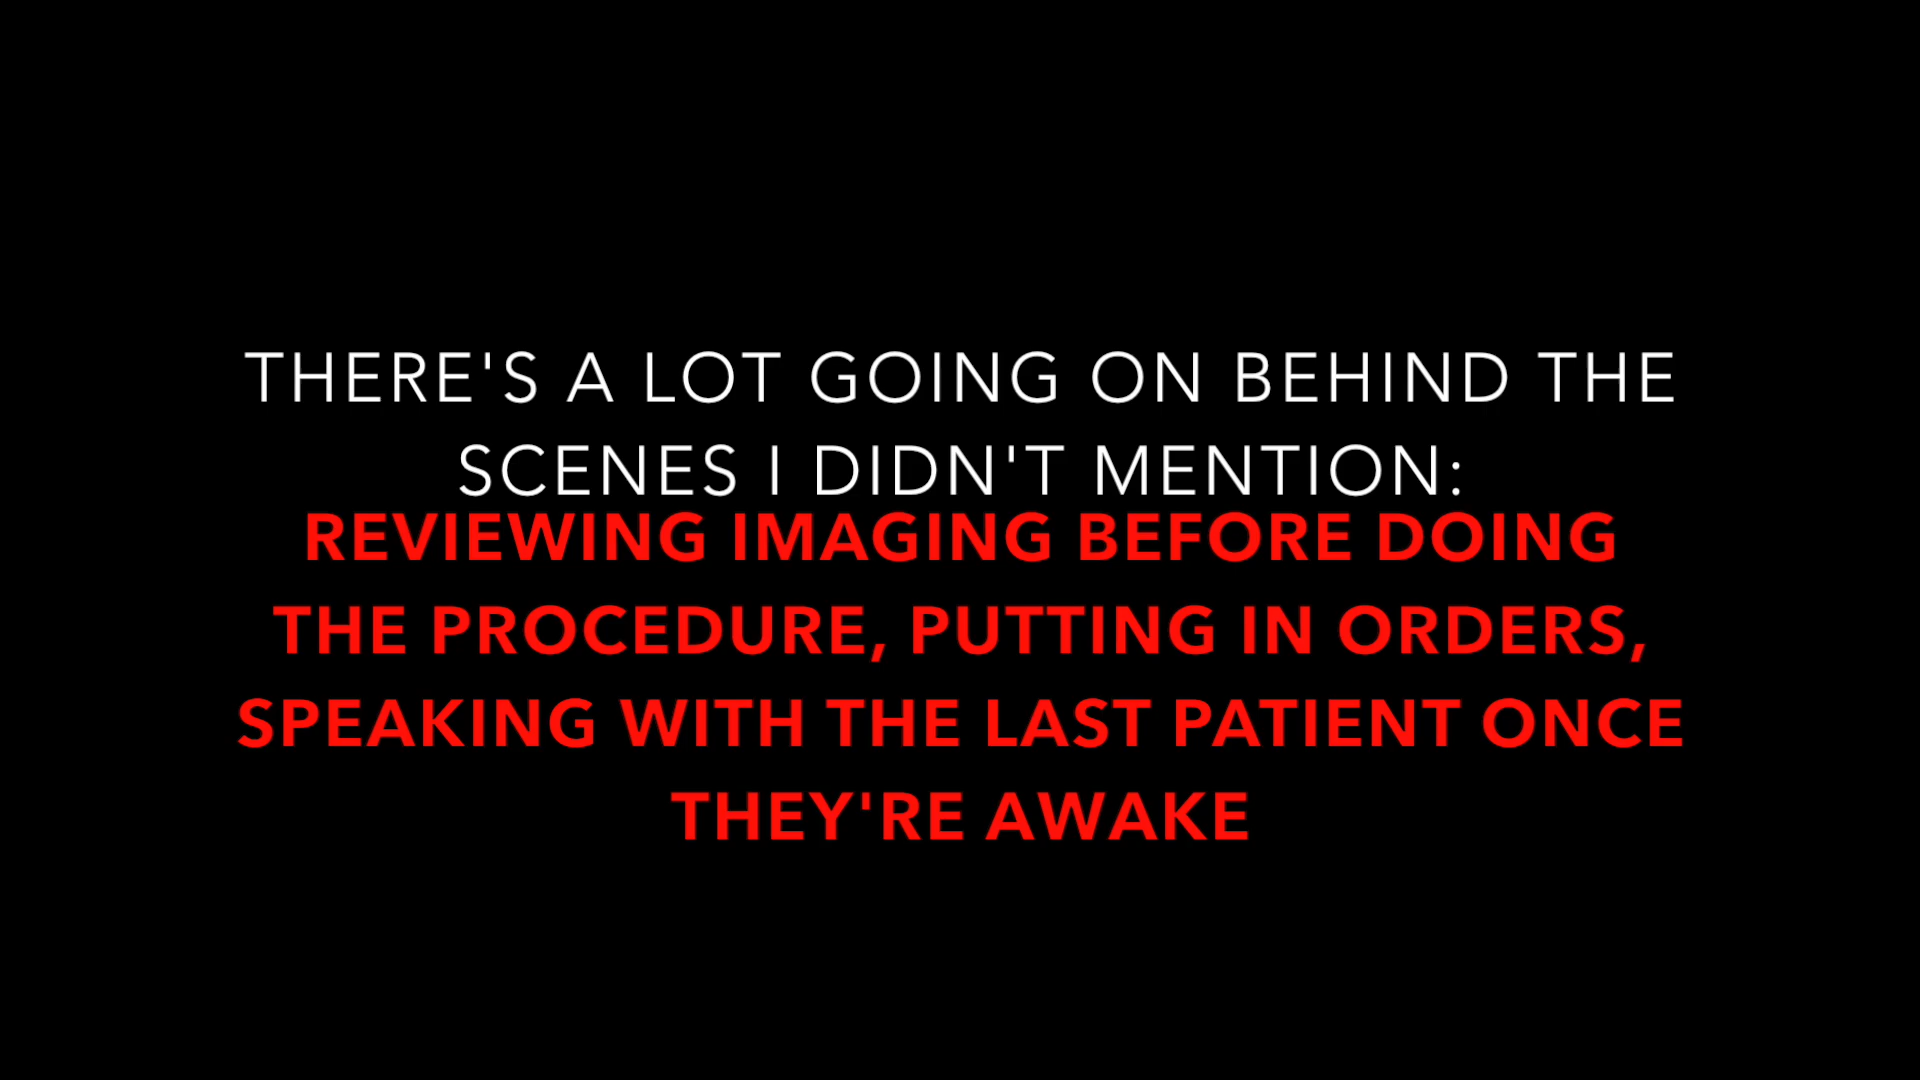 THERE'S A LOT GOING ON BEHIND THE
SCENES I DIDN'T MENTION:
REVIEWING IMAGING BEFORE DOING
THE PROCEDURE, PUTTING IN ORDERS,
SPEAKING WITH THE LAST PATIENT ONCE
THEY'RE AWAKE